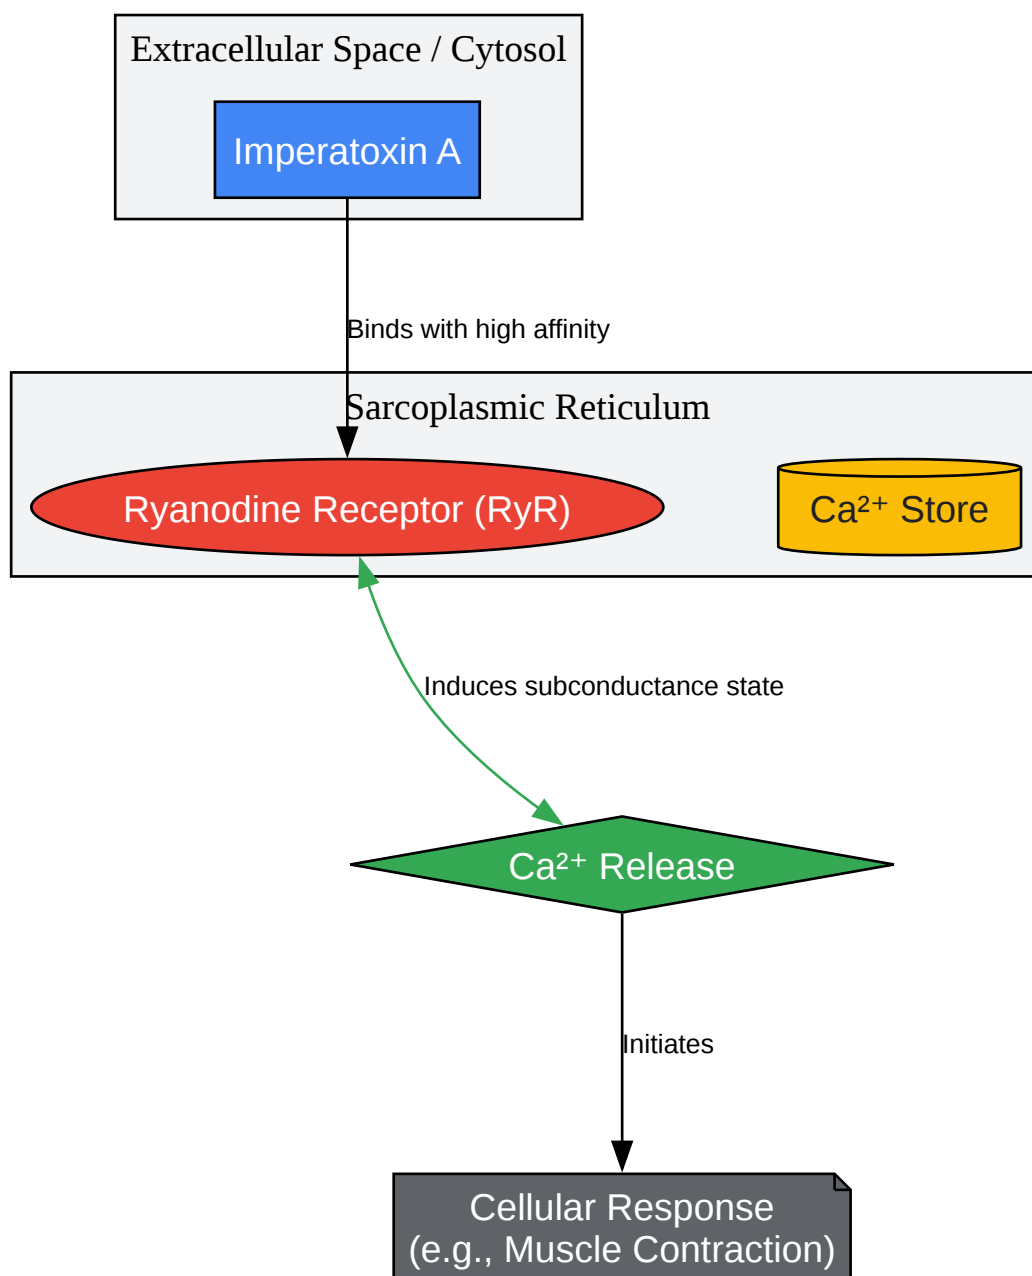 Extracellular Space / Cytosol
Imperatoxin A
Binds with high affinity
Sarcoplasmic Reticulum
Ryanodine Receptor (RyR)
Ca²⁺ Store
Induces subconductance state
Ca²⁺ Release
Initiates
Cellular Response
(e.g., Muscle Contraction)